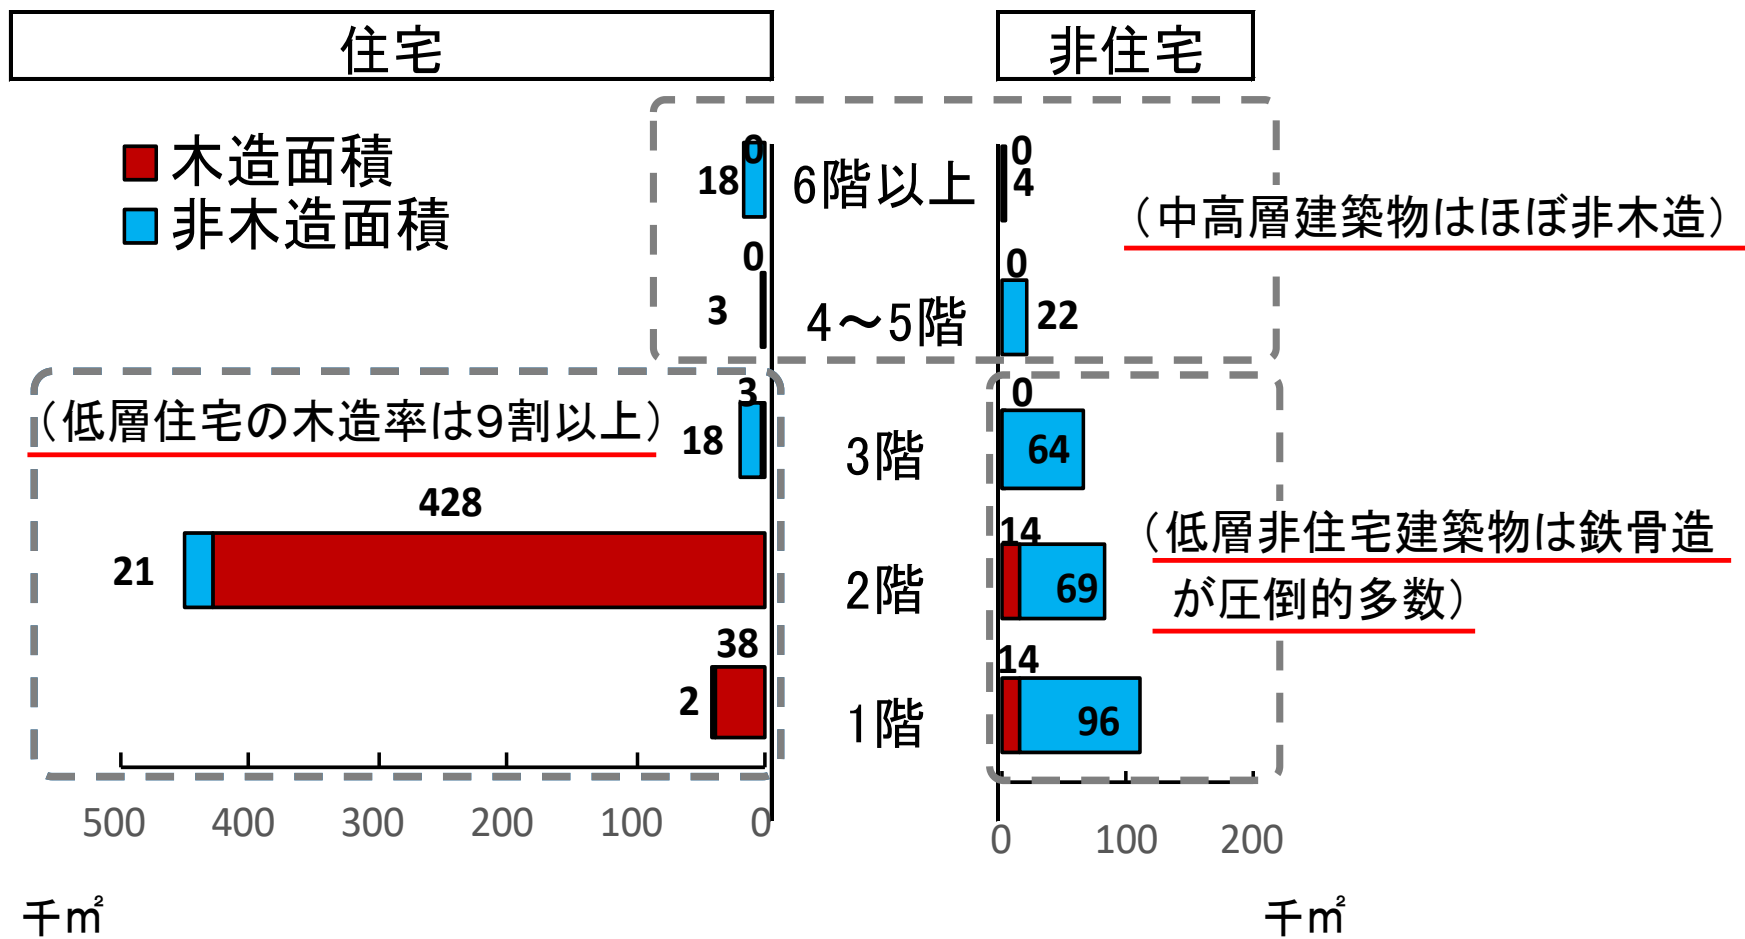 住宅
非住宅
木造面積
非木造面積
0
18
6階以上
0
4
（中高層建築物はほぼ非木造）
0
3
4～5階
0
22
（低層住宅の木造率は９割以上）
3
18
3階
0
64
428
21
2階
14
69
（低層非住宅建築物は鉄骨造
が圧倒的多数）
38
2
1階
14
96
500 400 300 200 100 0
0 100 200
千㎡
千㎡